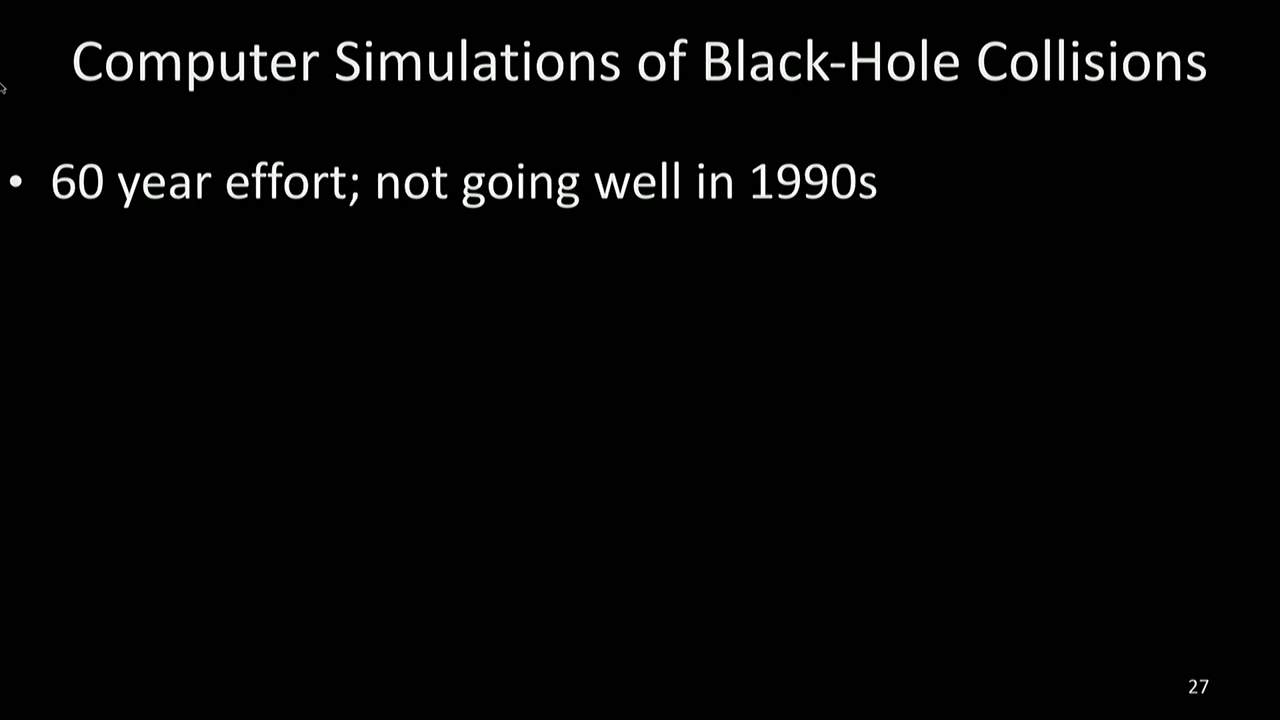 Computer Simulations of Black-Hole Collisions
• 60 year effort; not going well in 1990s
27